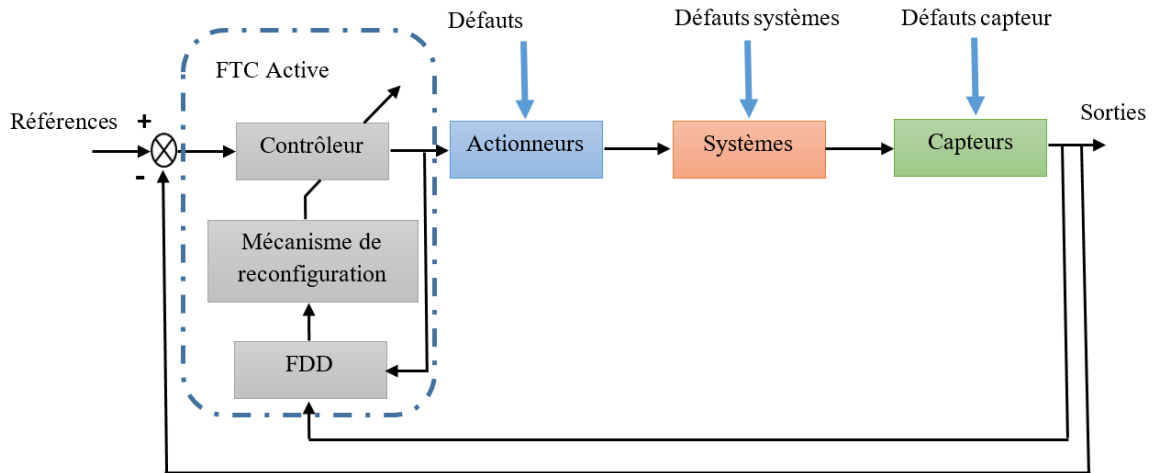 Défauts
Défauts systèmes
Défauts capteur
FTC Active
Références
+
-
Contrôleur
Actionneurs
Systèmes
Capteurs
Sorties
Mécanisme de
reconfiguration
FDD